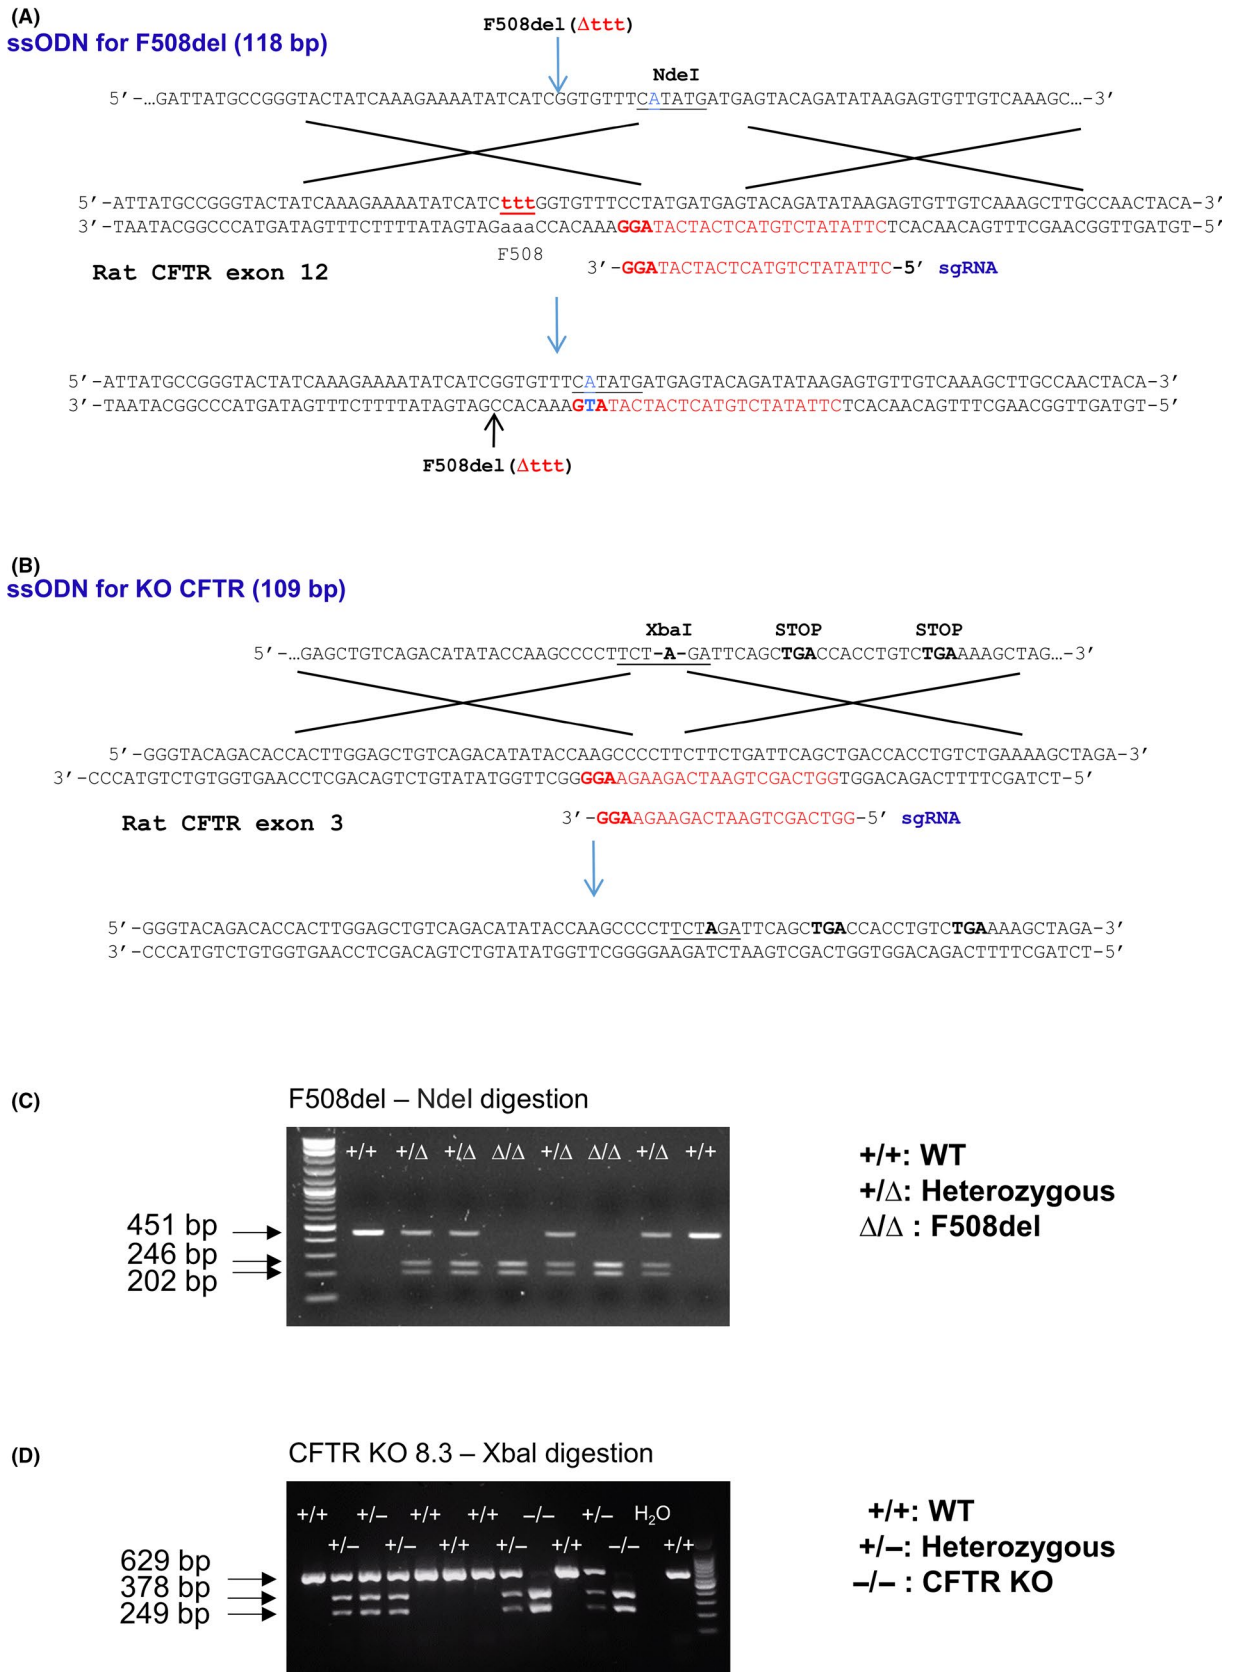 (A)
ssODN for F508del (118 bp)
F508del(Δttt)
NdeI
5′-…GATTATGCCGGGTACTATCAAAGAAAATATCATCGGTGTTTCATATGATGAGTACAGATATAAGAGTGTTGTCAAAGC…-3′
5′-ATTATGCCGGGTACTATCAAAGAAAATATCATCtttGGTGTTTCCTATGATGAGTACAGATATAAGAGTGTTGTCAAAGCTTGCCAACTACA-3′
3′-TAATACGGCCCATGATAGTTTCTTTTATAGTAGaaaCCACAAAGGATACTACTCATGTCTATATTCTCACAACAGTTTCGAACGGTTGATGT-5′
F508
Rat CFTR exon 12
3′-GGATACTACTCATGTCTATATTC-5′ sgRNA
5′-ATTATGCCGGGTACTATCAAAGAAAATATCATCGGTGTTTCATATGATGAGTACAGATATAAGAGTGTTGTCAAAGCTTGCCAACTACA-3′
3′-TAATACGGCCCATGATAGTTTCTTTTATAGTAGCCACAAAGTATACTACTCATGTCTATATTCTCACAACAGTTTCGAACGGTTGATGT-5′
F508del(Δttt)
(B)
ssODN for KO CFTR (109 bp)
XbaI STOP STOP
5′-…GAGCTGTCAGACATATACCAAGCCCCTTCT-A-GATTCAGCTGACCACCTGTCTGAAAAGCTAG…-3′
5′-GGGTACAGACACCACTTGGAGCTGTCAGACATATACCAAGCCCCTTCTTCTGATTCAGCTGACCACCTGTCTGAAAAGCTAGA-3′
3′-CCCATGTCTGTGGTGAACCTCGACAGTCTGTATATGGTTCGGGGAAGAAGACTAAGTCGACTGGTGGACAGACTTTTCGATCT-5′
Rat CFTR exon 3
3′-GGAAGAAGACTAAGTCGACTGG-5′ sgRNA
5′-GGGTACAGACACCACTTGGAGCTGTCAGACATATACCAAGCCCCTTCTAGATTCAGCTGACCACCTGTCTGAAAAGCTAGA-3′
3′-CCCATGTCTGTGGTGAACCTCGACAGTCTGTATATGGTTCGGGGAAGATCTAAGTCGACTGGTGGACAGACTTTTCGATCT-5′
(C)
F508del – NdeI digestion
+/+ +/Δ +/Δ Δ/Δ +/Δ Δ/Δ +/Δ +/+
451 bp
246 bp
202 bp
+/+: WT
+/Δ: Heterozygous
Δ/Δ : F508del
(D)
CFTR KO 8.3 – XbaI digestion
+/+ +/– +/+ +/+ –/– +/– H₂O
+/– +/– +/+ +/– +/+ –/– +/+
629 bp
378 bp
249 bp
+/+: WT
+/–: Heterozygous
–/– : CFTR KO